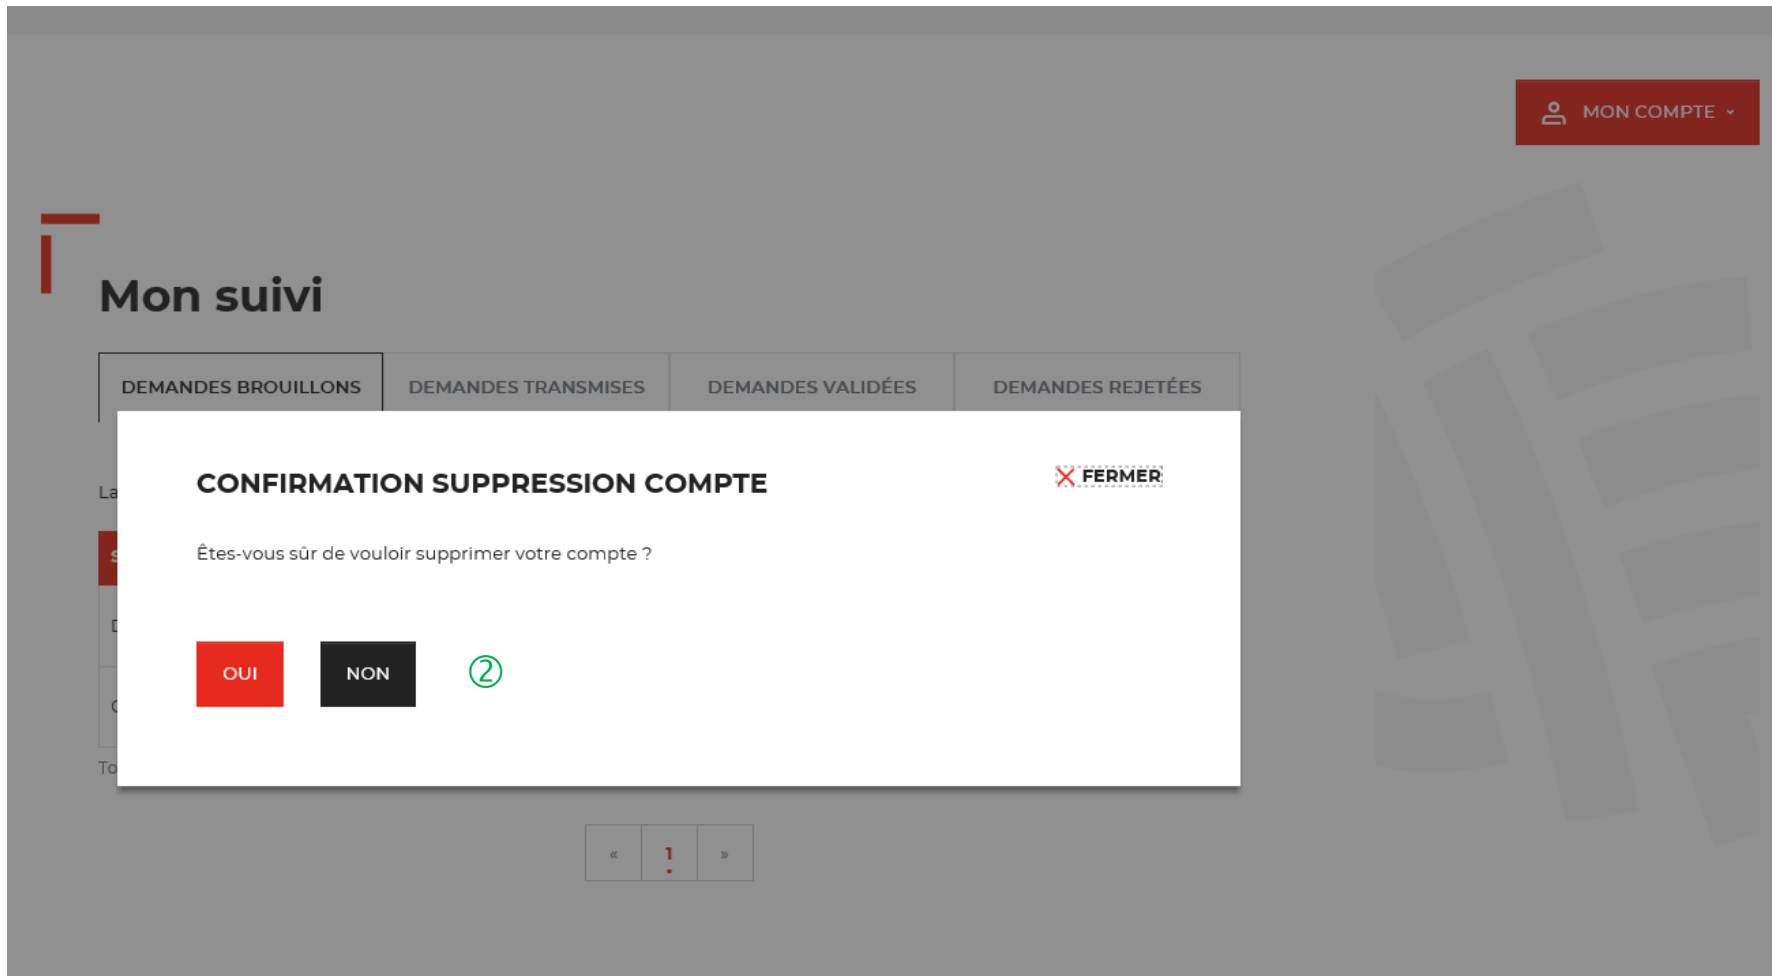 MON COMPTE
Mon suivi
DEMANDES BROUILLONS DEMANDES TRANSMISES DEMANDES VALIDÉES DEMANDES REJETÉES
CONFIRMATION SUPPRESSION COMPTE
FERMER
Êtes-vous sûr de vouloir supprimer votre compte ?
OUI NON ②
« 1 »